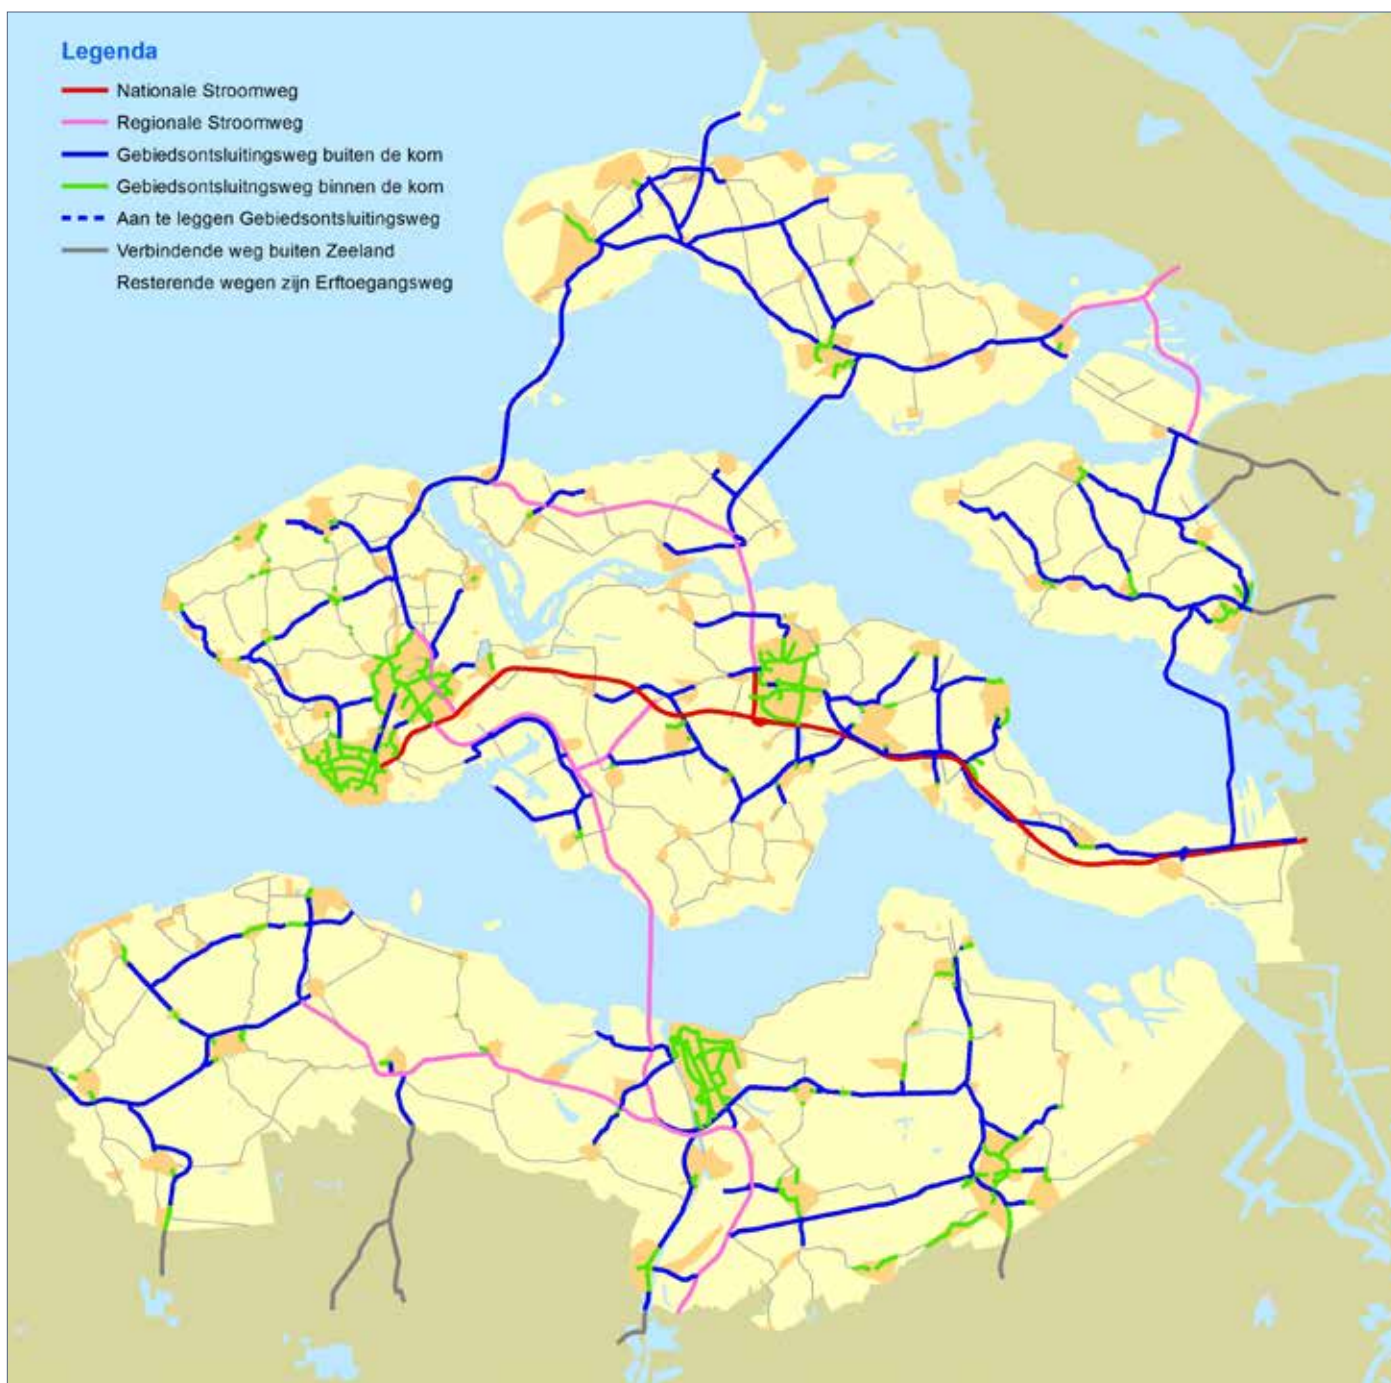 Legenda
Nationale Stroomweg
Regionale Stroomweg
Gebiedsontsluitingsweg buiten de kom
Gebiedsontsluitngsweg binnen de kom
Aan te leggen Gebiedsontsluitingsweg
Verbindende weg buiten Zeeland
Resterende wegen zijn Erftoegangsweg